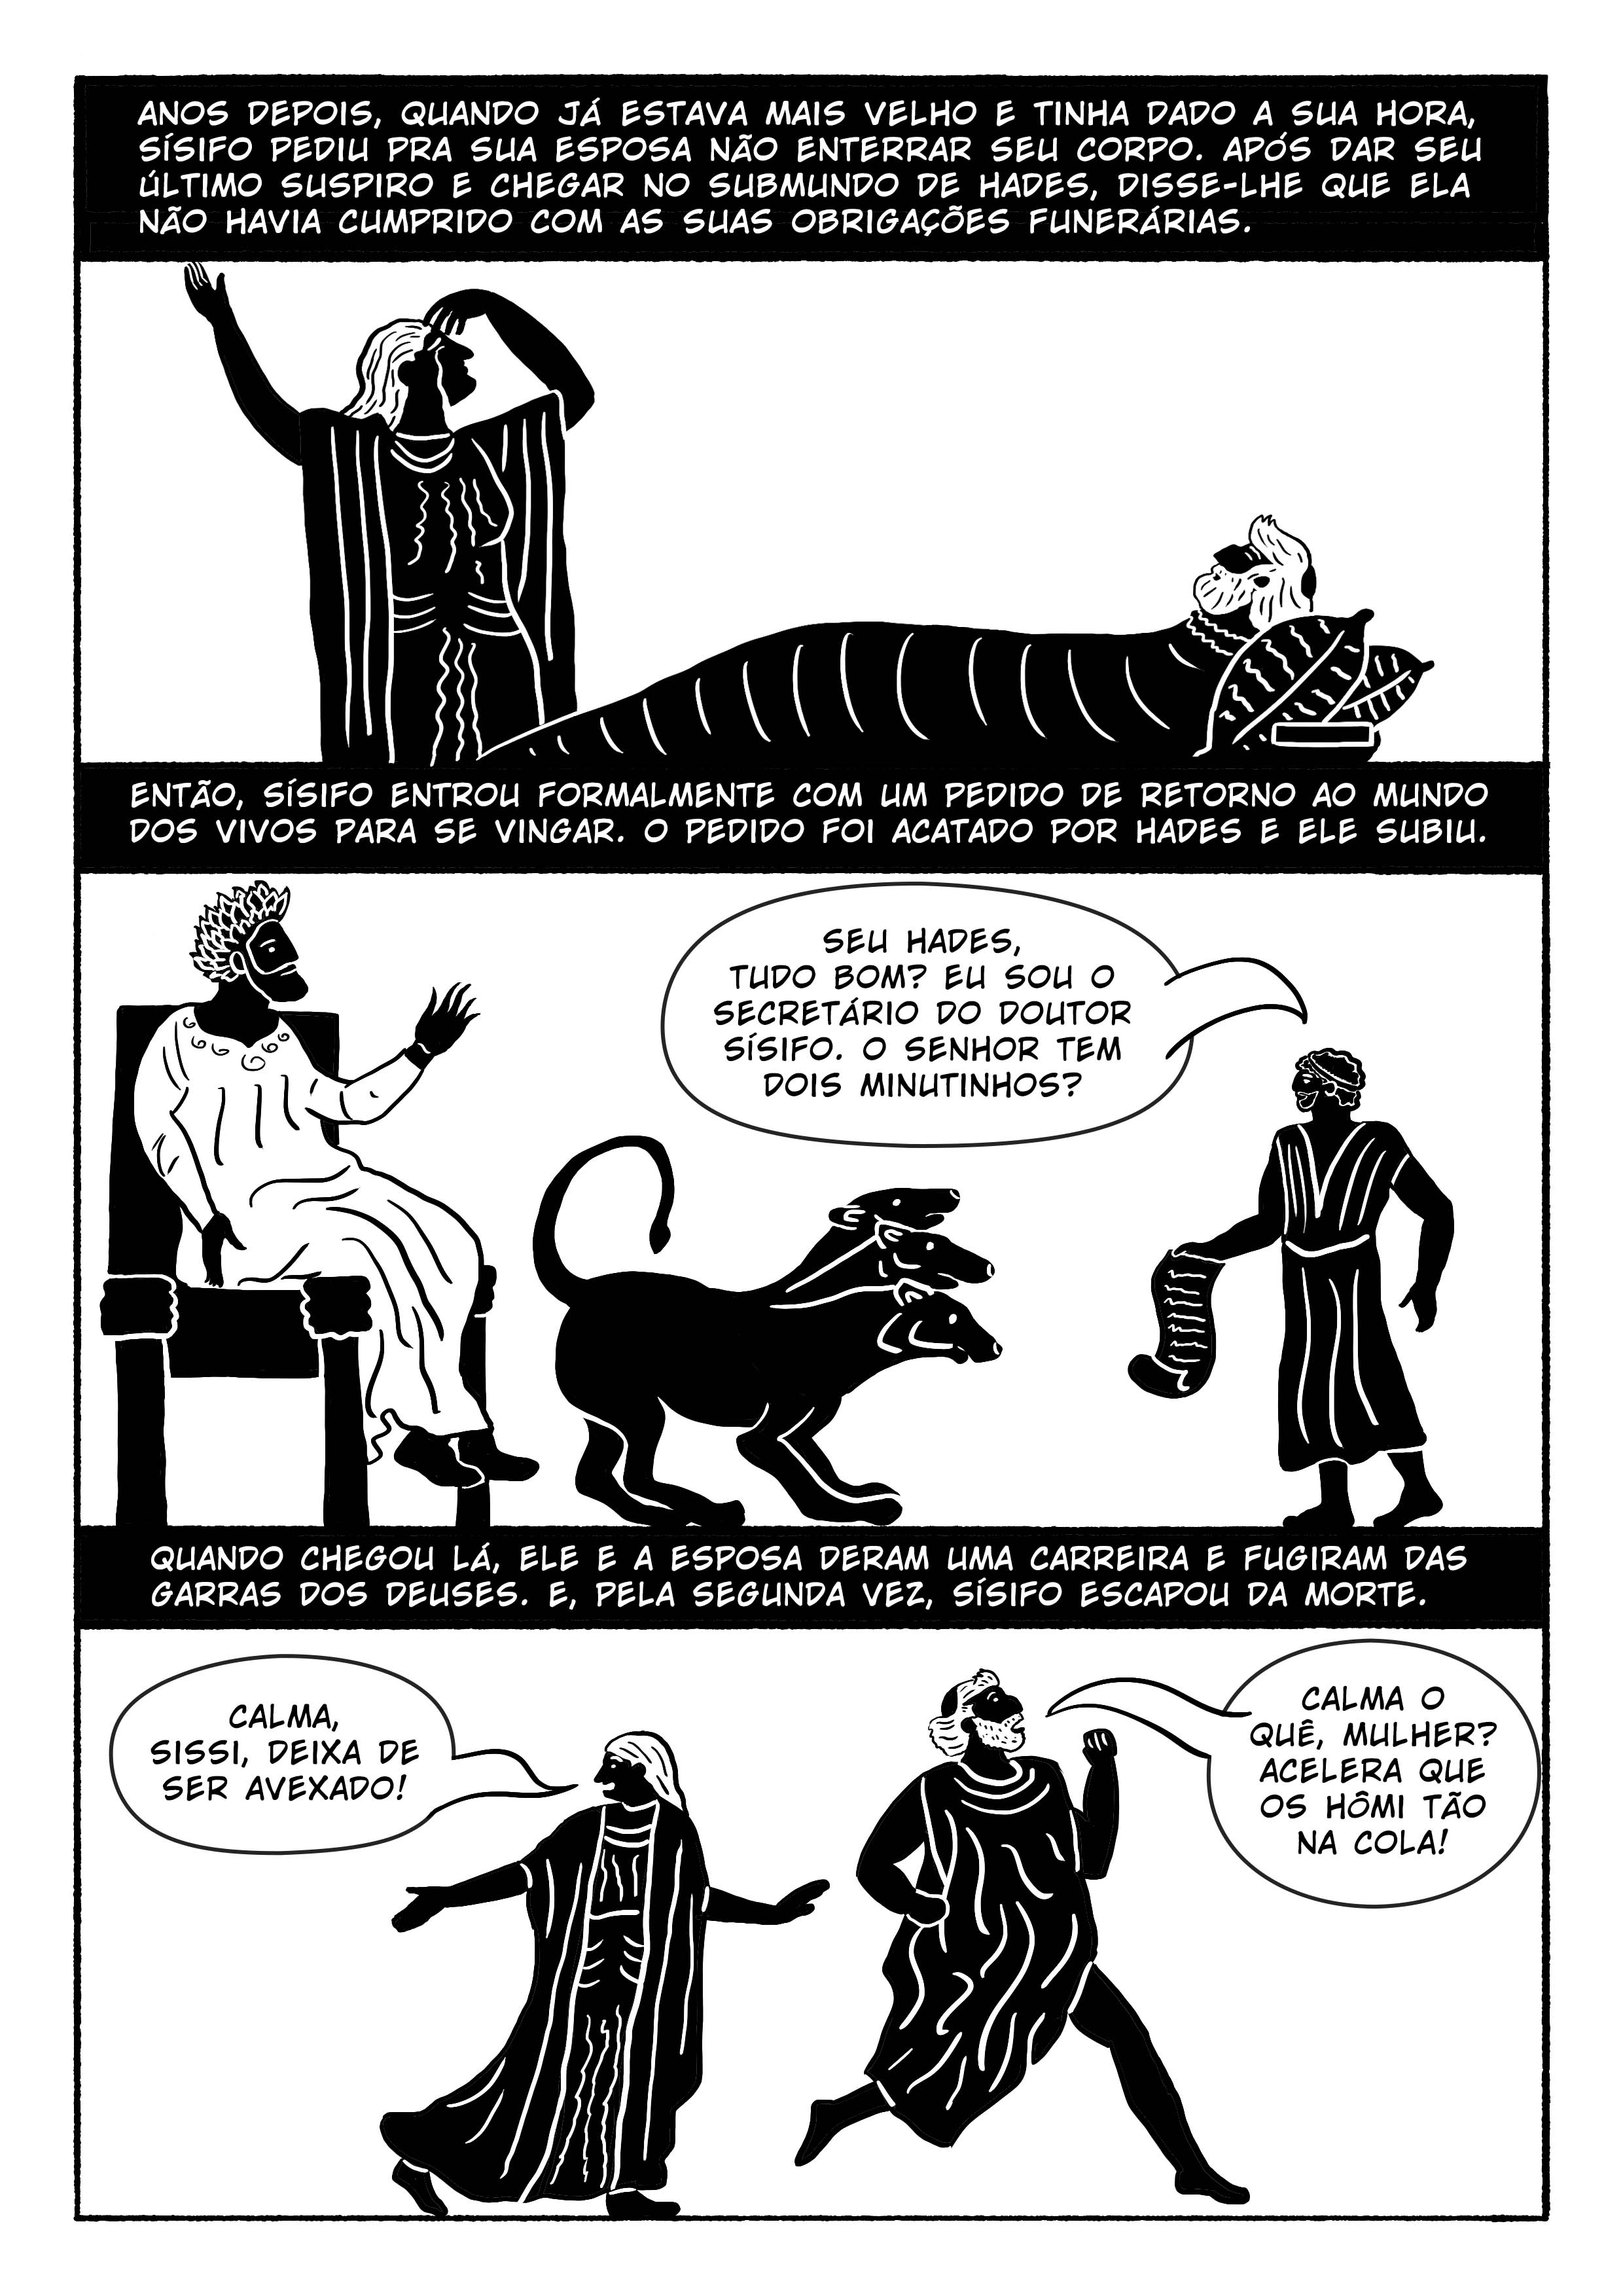 ANOS DEPOIS, QUANDO JÁ ESTAVA MAIS VELHO E TINHA DADO A SUA HORA,
SÍSIFO PEDIU PRA SUA ESPOSA NÃO ENTERRAR SEU CORPO. APÓS DAR SEU
ÚLTIMO SUSPIRO E CHEGAR NO SUBMUNDO DE HADES, DISSE-LHE QUE ELA
NÃO HAVIA CUMPRIDO COM AS SUAS OBRIGAÇÕES FUNERÁRIAS.
ENTÃO, SÍSIFO ENTROU FORMALMENTE COM UM PEDIDO DE RETORNO AO MUNDO
DOS VIVOS PARA SE VINGAR. O PEDIDO FOI ACATADO POR HADES E ELE SUBIU.
SEU HADES,
TUDO BOM? EU SOU O
SECRETÁRIO DO DOUTOR
SÍSIFO. O SENHOR TEM
DOIS MINUTINHOS?
QUANDO CHEGOU LÁ, ELE E A ESPOSA DERAM UMA CARREIRA E FUGIRAM DAS
GARRAS DOS DEUSES. E, PELA SEGUNDA VEZ, SÍSIFO ESCAPOU DA MORTE.
CALMA,
SISSI, DEIXA DE
SER AVEXADO!
CALMA O
QUÊ, MULHER?
ACELERA QUE
OS HÔMI TÃO
NA COLA!